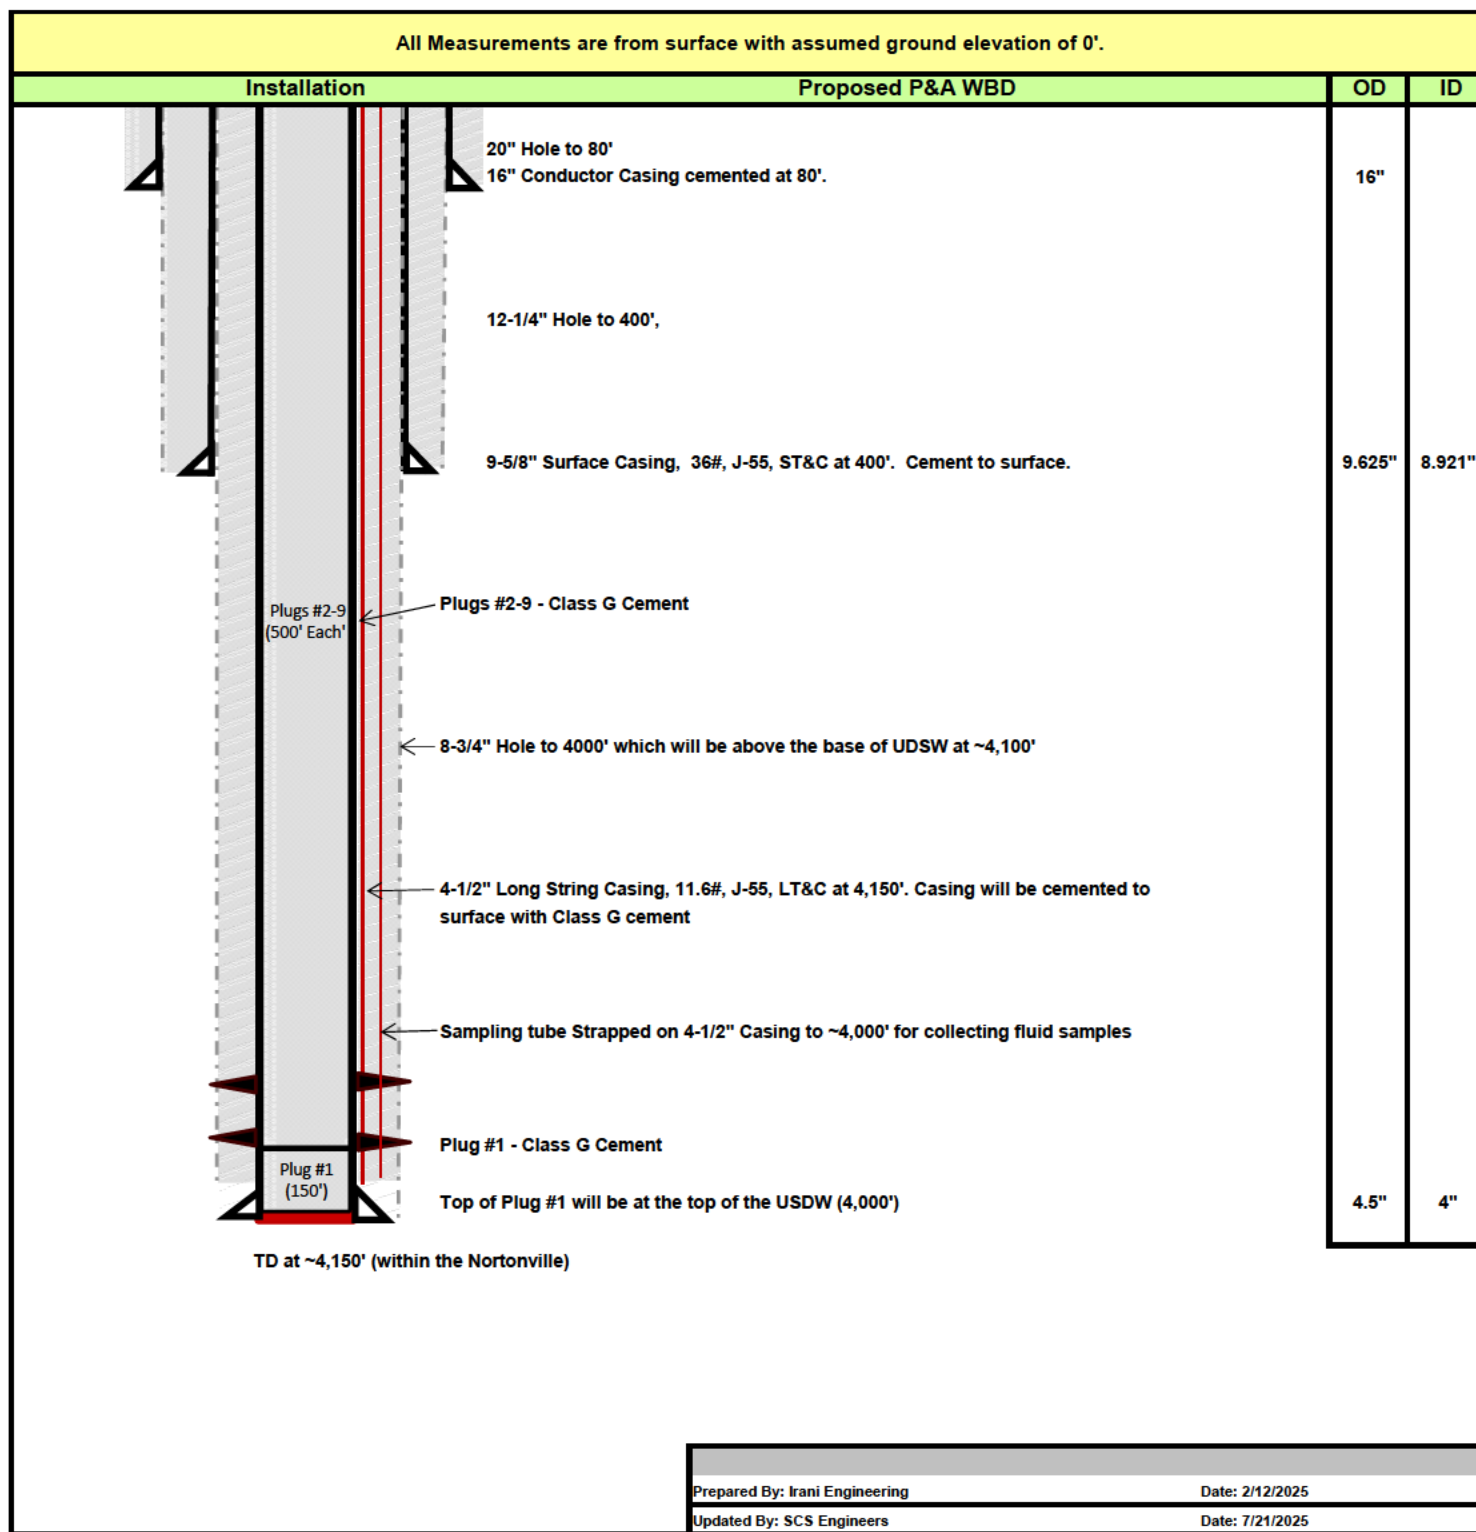 All Measurements are from surface with assumed ground elevation of 0'.
Installation Proposed P&A WBD OD ID
20" Hole to 80'
16" Conductor Casing cemented at 80'. 16"
12-1/4" Hole to 400',
9-5/8" Surface Casing, 36#, J-55, ST&C at 400'. Cement to surface. 9.625" 8.921"
Plugs #2-9
(500' Each'
Plugs #2-9 - Class G Cement
8-3/4" Hole to 4000' which will be above the base of UDSW at ~4,100'
4-1/2" Long String Casing, 11.6#, J-55, LT&C at 4,150'. Casing will be cemented to
surface with Class G cement
Sampling tube Strapped on 4-1/2" Casing to ~4,000' for collecting fluid samples
Plug #1 - Class G Cement
Plug #1
(150')
Top of Plug #1 will be at the top of the USDW (4,000') 4.5" 4"
TD at ~4,150' (within the Nortonville)
Prepared By: Irani Engineering Date: 2/12/2025
Updated By: SCS Engineers Date: 7/21/2025